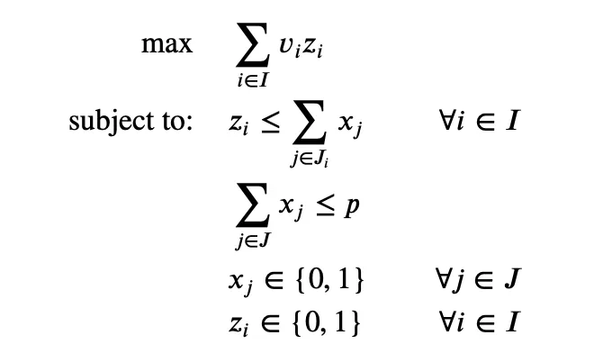 max ∑_{i∈I} v_i z_i
subject to: z_i ≤ ∑_{j∈J_i} x_j ∀i ∈ I
∑_{j∈J} x_j ≤ p
x_j ∈ {0, 1} ∀j ∈ J
z_i ∈ {0, 1} ∀i ∈ I